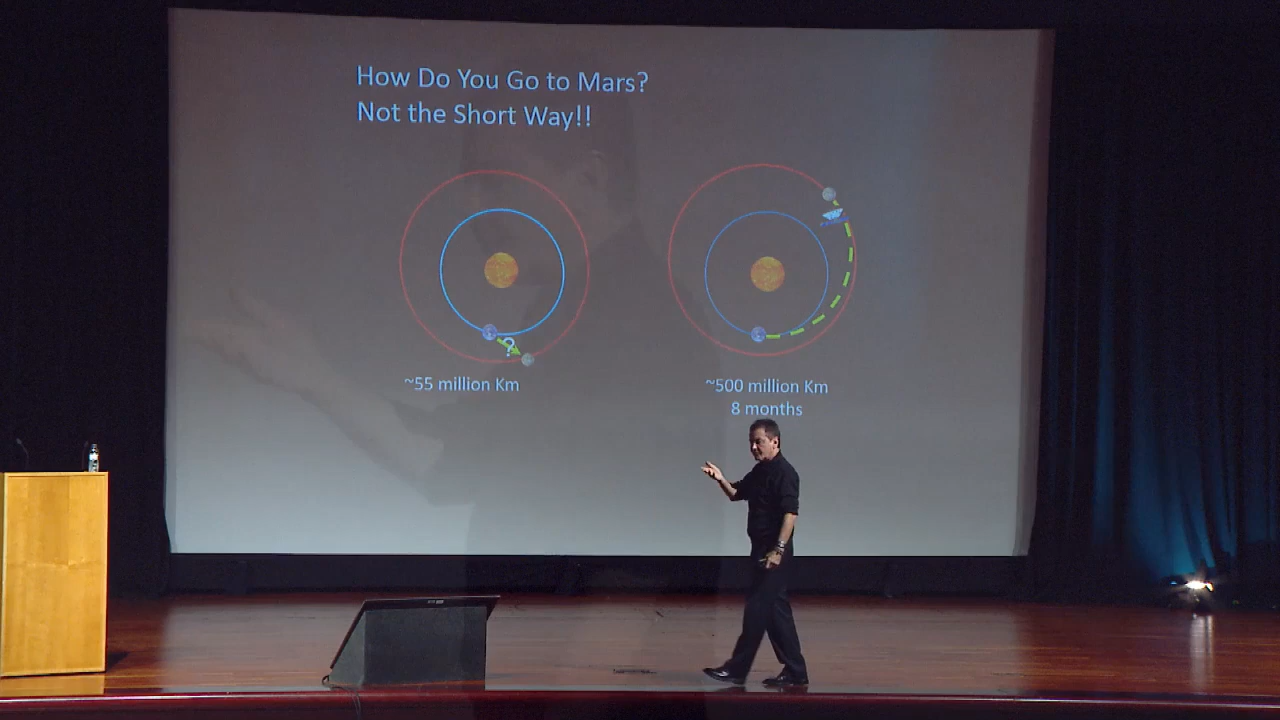 How Do You Go to Mars?
Not the Short Way!!
?
~55 million Km
~500 million Km
8 months